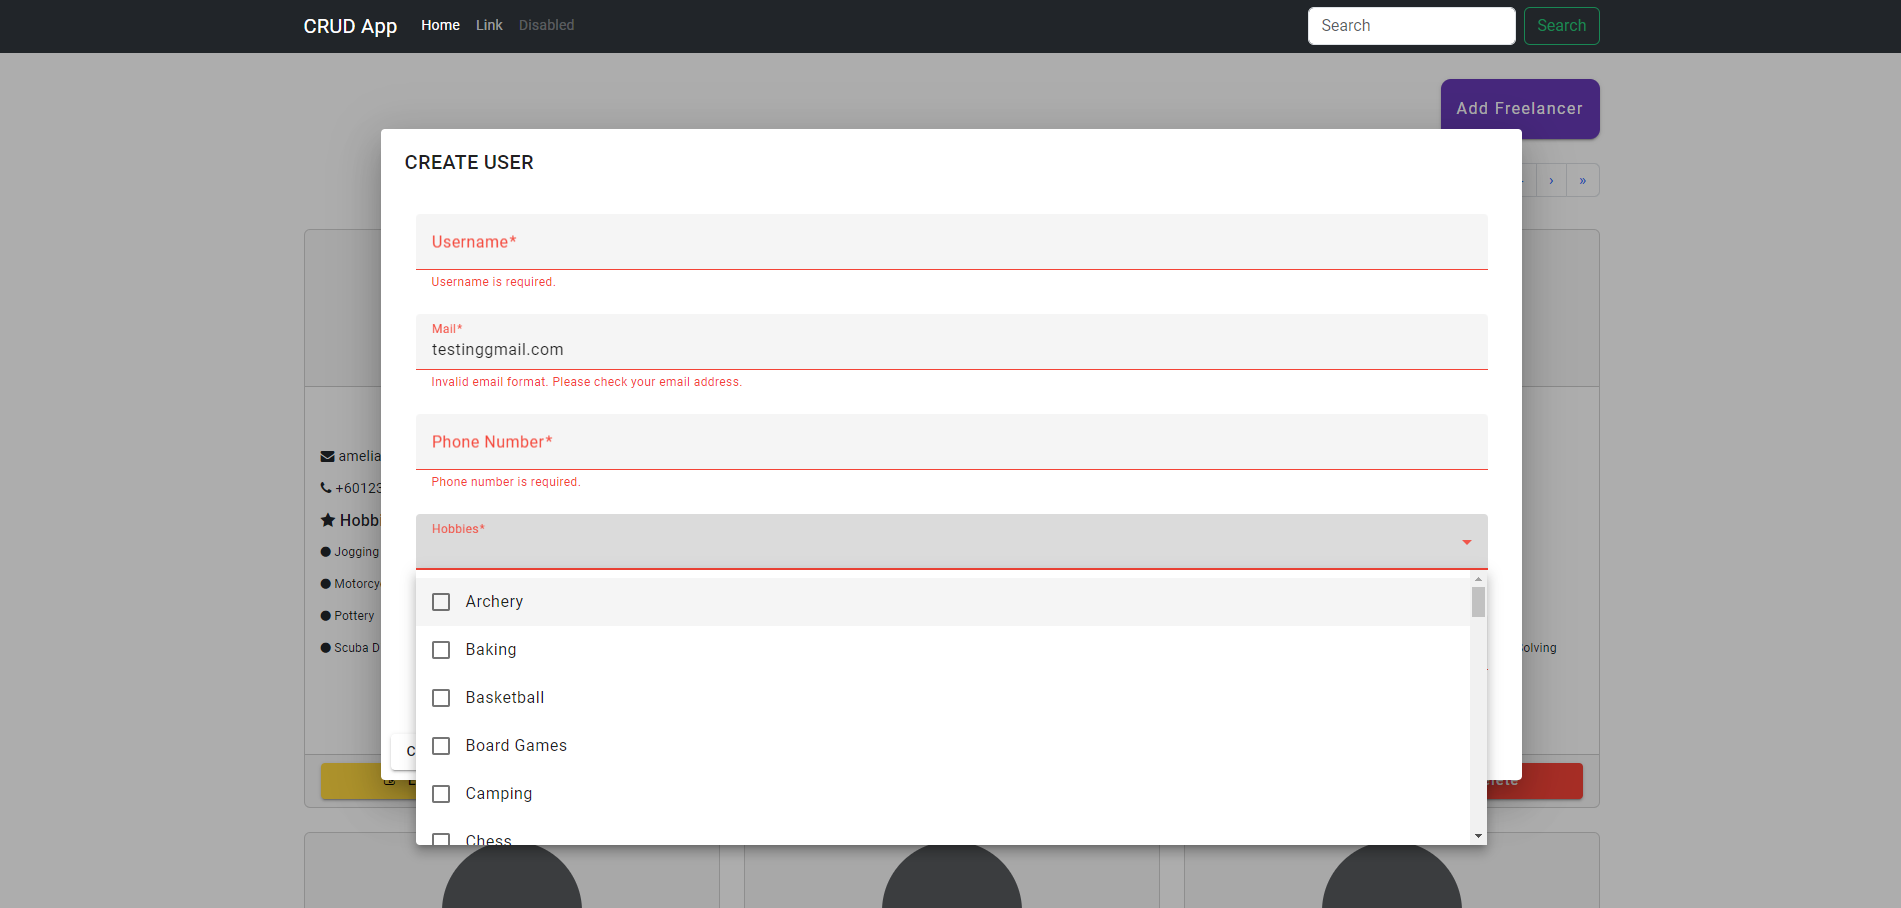 CRUD App Home Link Disabled Search Search
Add Freelancer
CREATE USER
› »
Username*
Username is required.
Mail*
testinggmail.com
Invalid email format. Please check your email address.
Phone Number*
Phone number is required.
amelia
+60123
Hobbi
Jogging
Motorcy
Pottery
Scuba D
Hobbies*
Archery
Baking
Basketball
Board Games
Camping
Chess
olving
C
lete